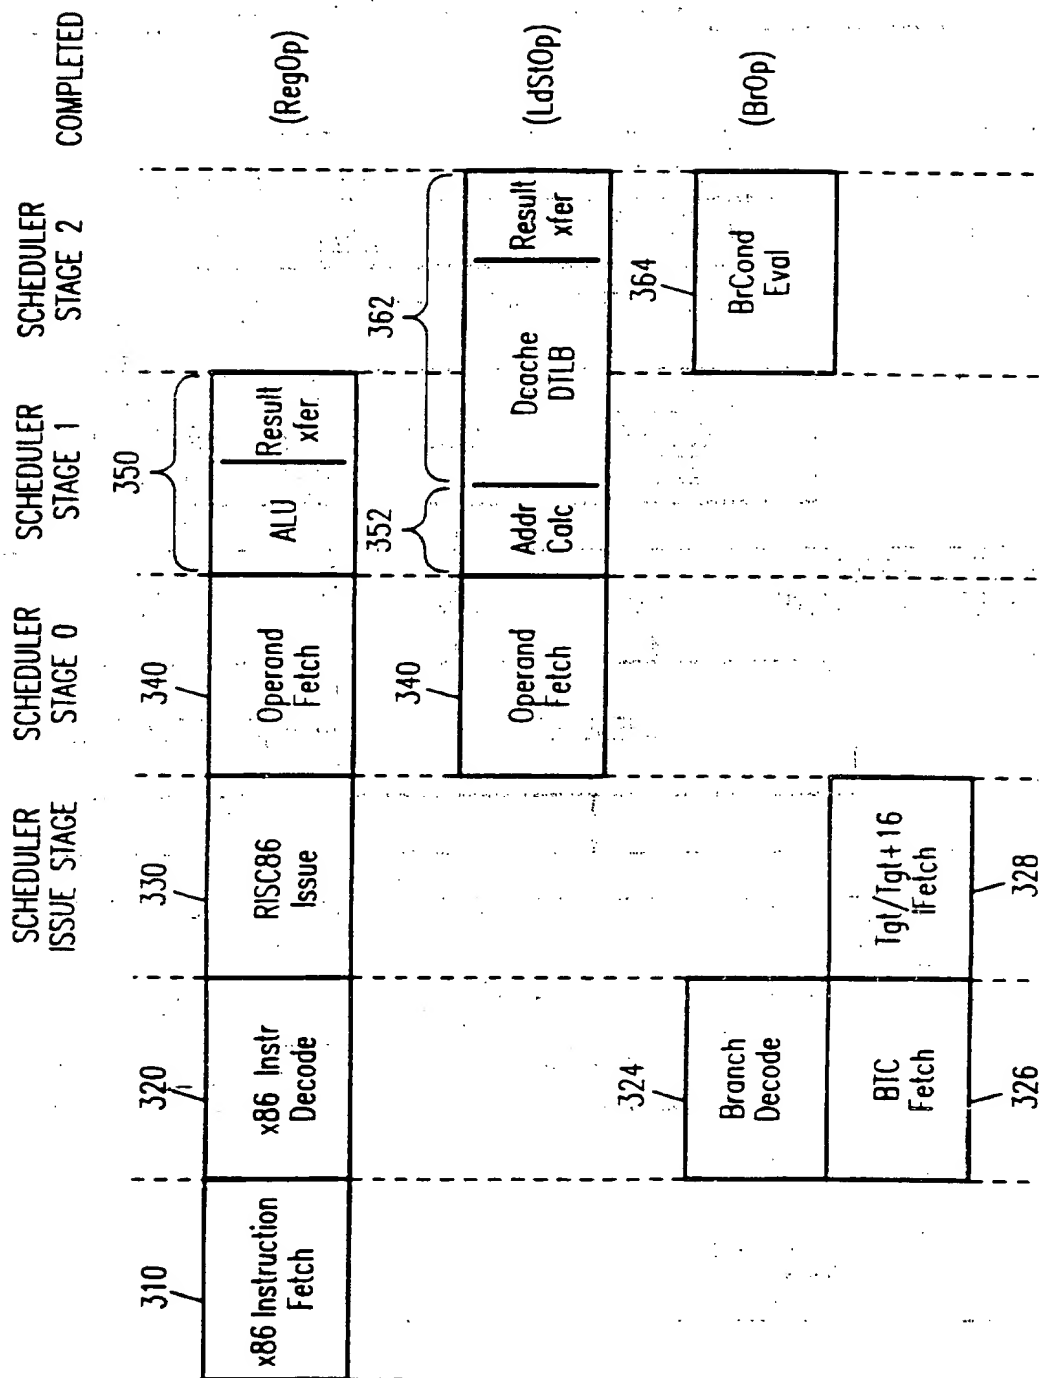 SCHEDULER
ISSUE STAGE
SCHEDULER
STAGE 0
SCHEDULER
STAGE 1
SCHEDULER
STAGE 2
COMPLETED
310
320
330
340
350
x86 Instruction
Fetch
x86 Instr
Decode
RISC86
Issue
Operand
Fetch
ALU
Result
xfer
(RegOp)
340
352
362
Operand
Fetch
Addr
Calc
Dcache
DTLB
Result
xfer
(LdStOp)
324
364
Branch
Decode
BrCond
Eval
(BrOp)
BTC
Fetch
Tgt/Tgt+16
iFetch
326
328